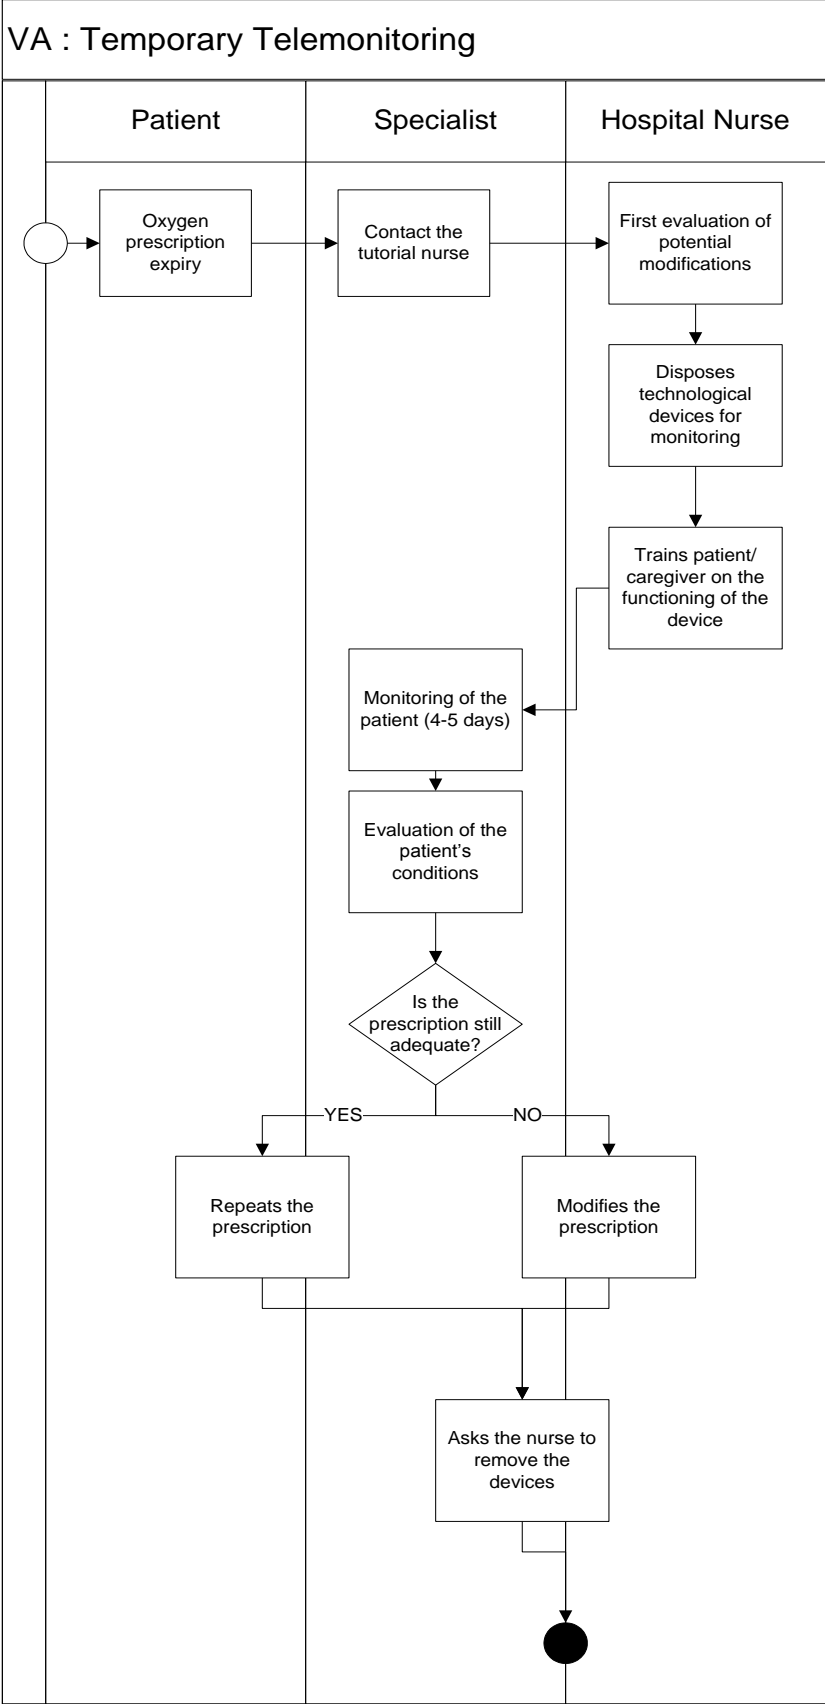 VA : Temporary Telemonitoring
Patient
Specialist
Hospital Nurse
Oxygen
prescription
expiry
Contact the
tutorial nurse
First evaluation of
potential
modifications
Disposes
technological
devices for
monitoring
Trains patient/
caregiver on the
functioning of the
device
Monitoring of the
patient (4-5 days)
Evaluation of the
patient's
conditions
Is the
prescription still
adequate?
YES
NO
Repeats the
prescription
Modifies the
prescription
Asks the nurse to
remove the
devices